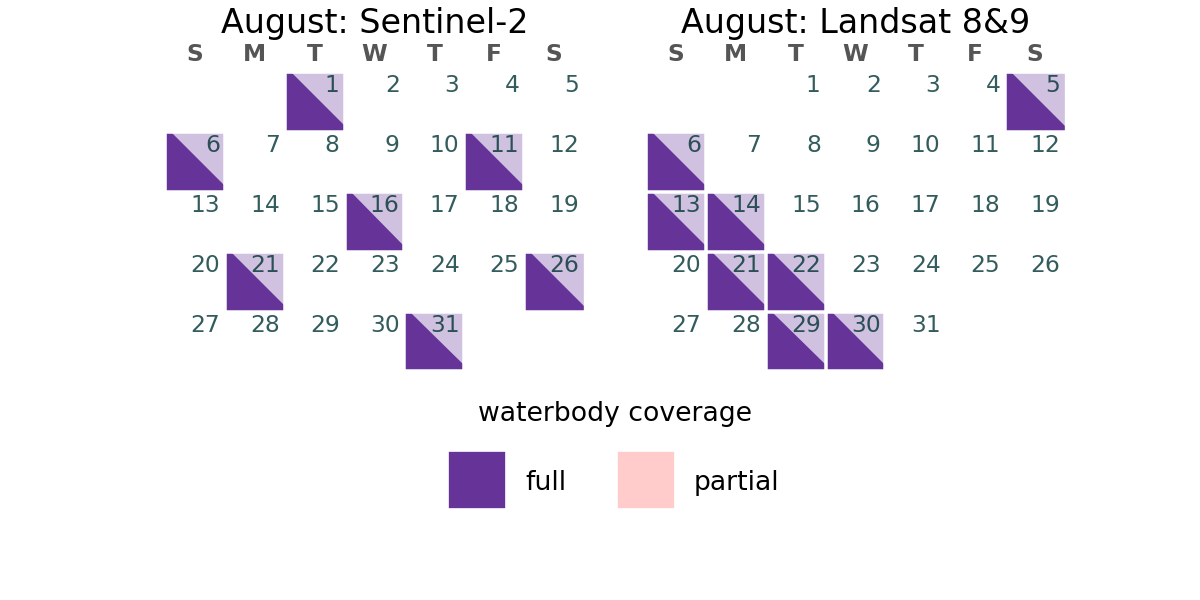 August: Sentinel-2
S M T W T F S
1 2 3 4 5
6 7 8 9 10 11 12
13 14 15 16 17 18 19
20 21 22 23 24 25 26
27 28 29 30 31
August: Landsat 8&9
S M T W T F S
1 2 3 4 5
6 7 8 9 10 11 12
13 14 15 16 17 18 19
20 21 22 23 24 25 26
27 28 29 30 31
waterbody coverage
full partial